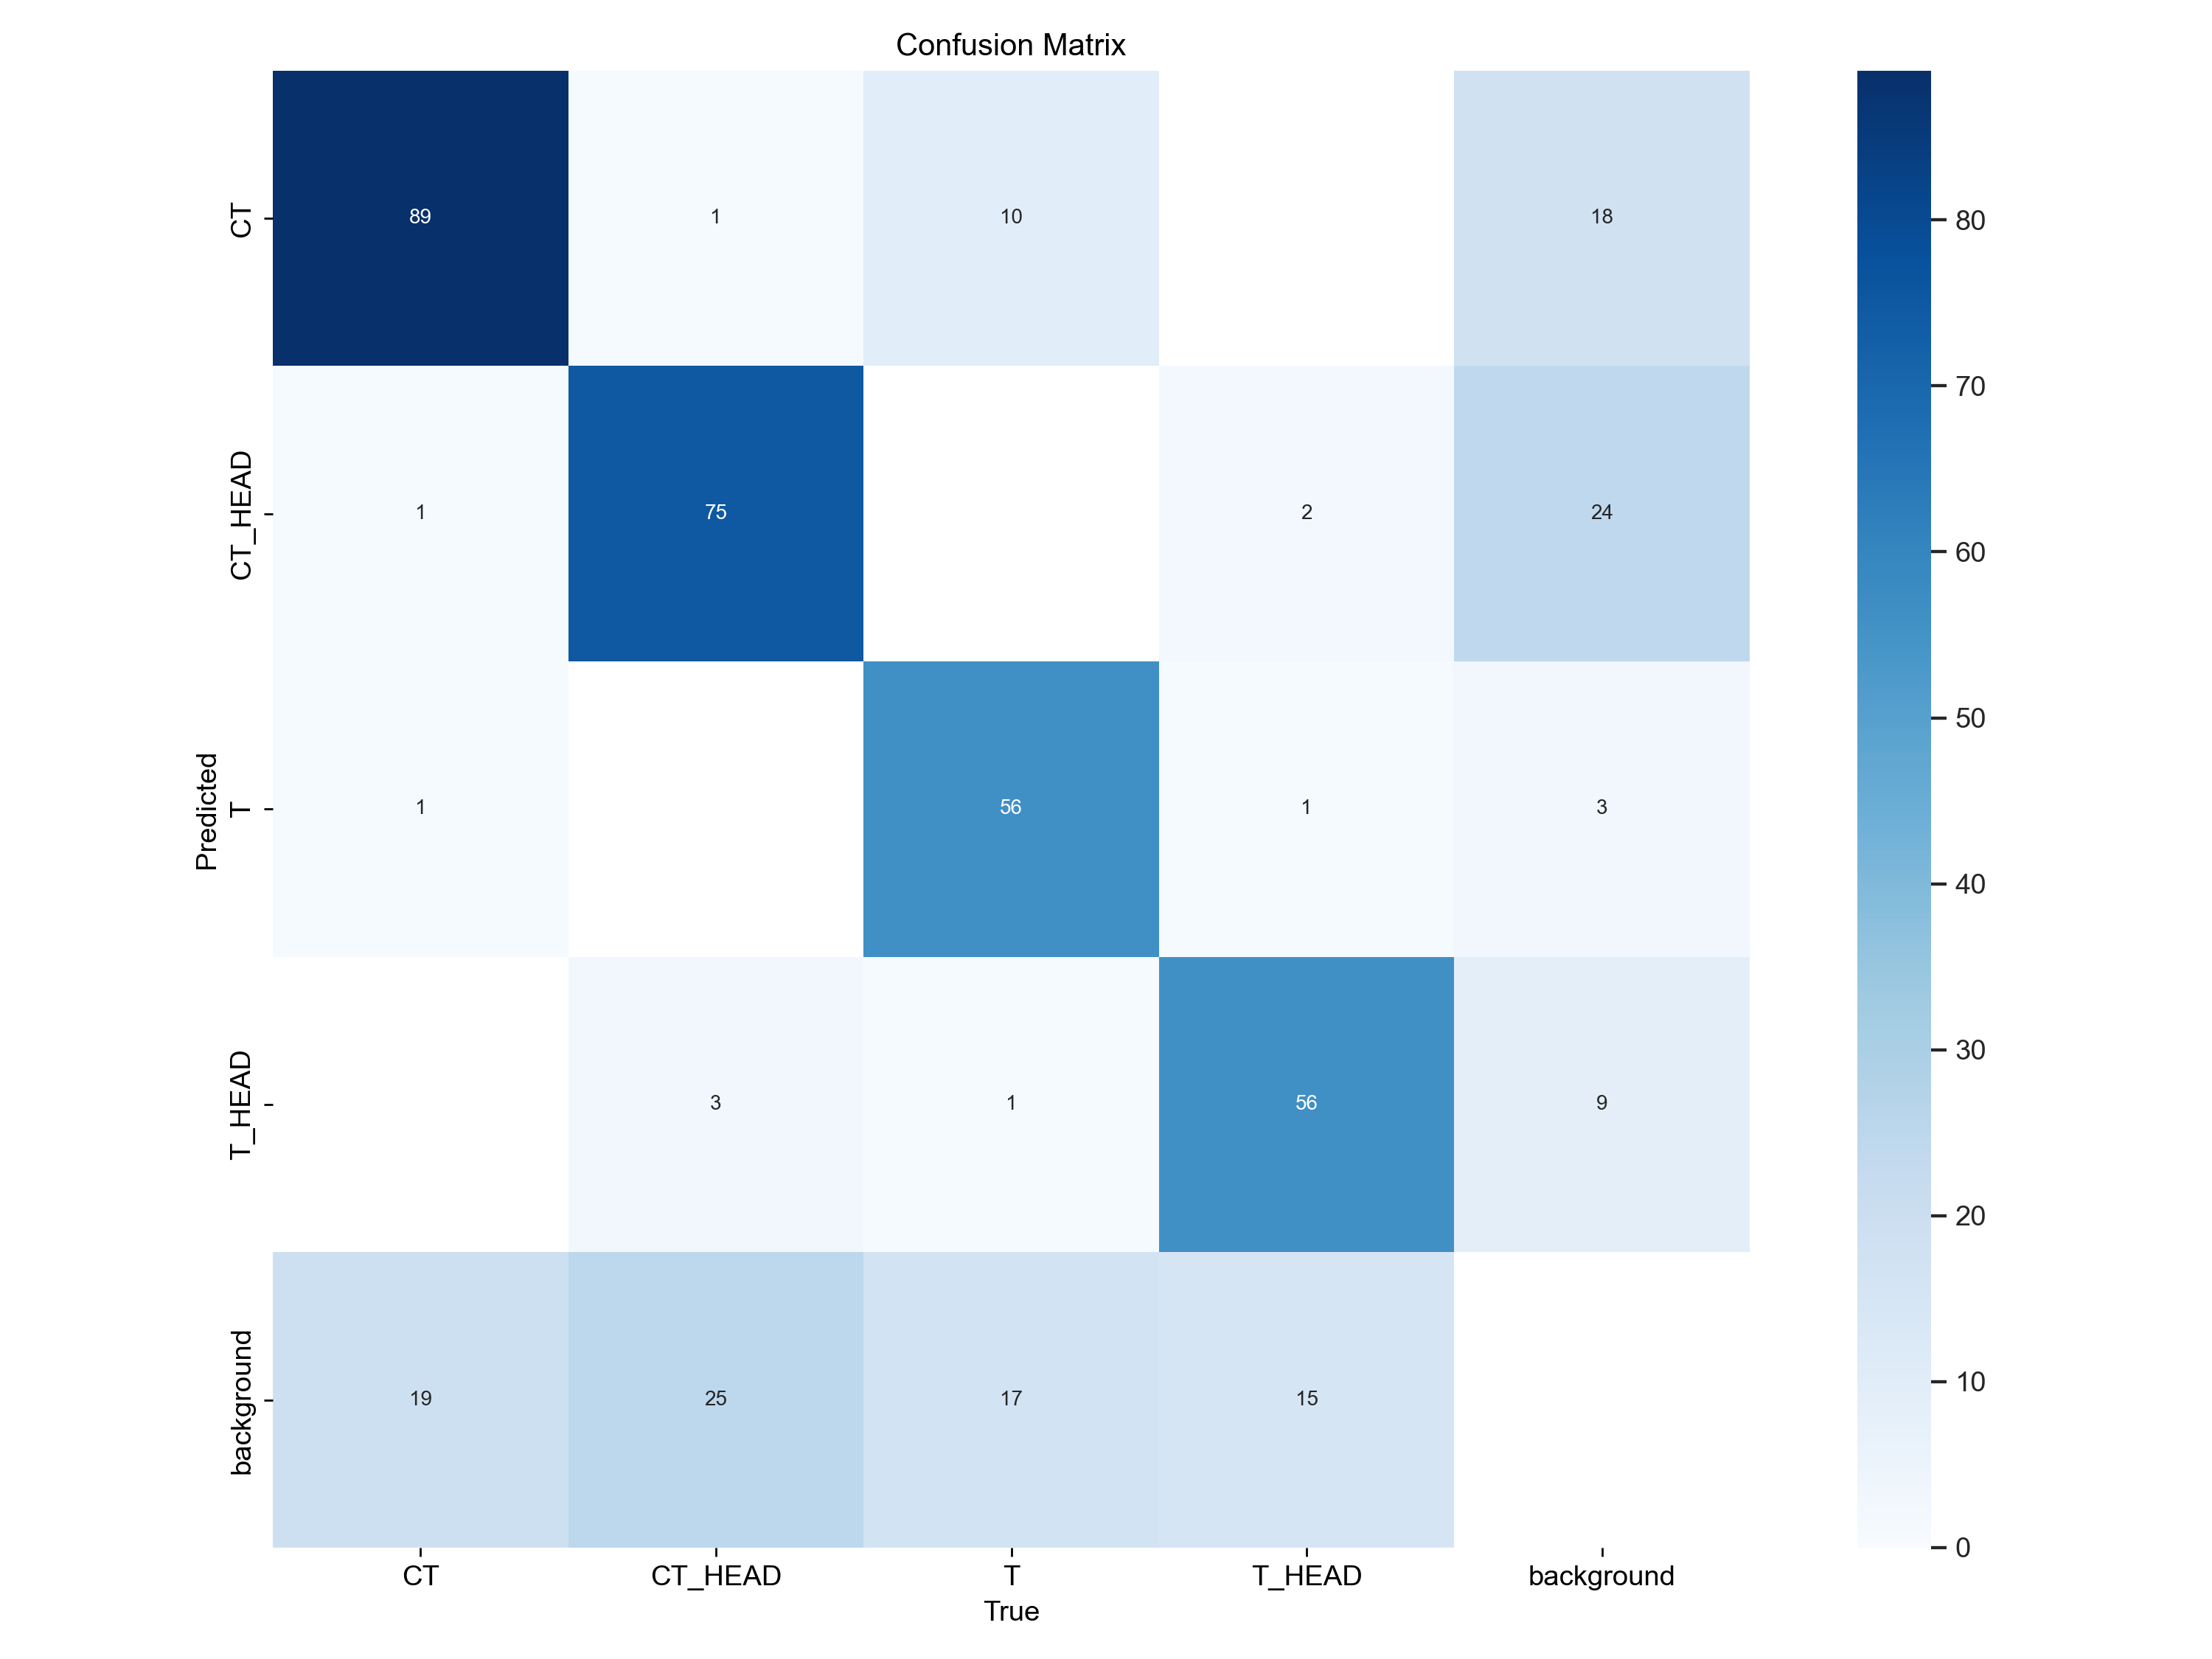 Confusion Matrix
CT 89 1 10 18
CT_HEAD 1 75 2 24
T 1 56 1 3
T_HEAD 3 1 56 9
background 19 25 17 15
CT CT_HEAD T T_HEAD background
True
Predicted
80
70
60
50
40
30
20
10
0